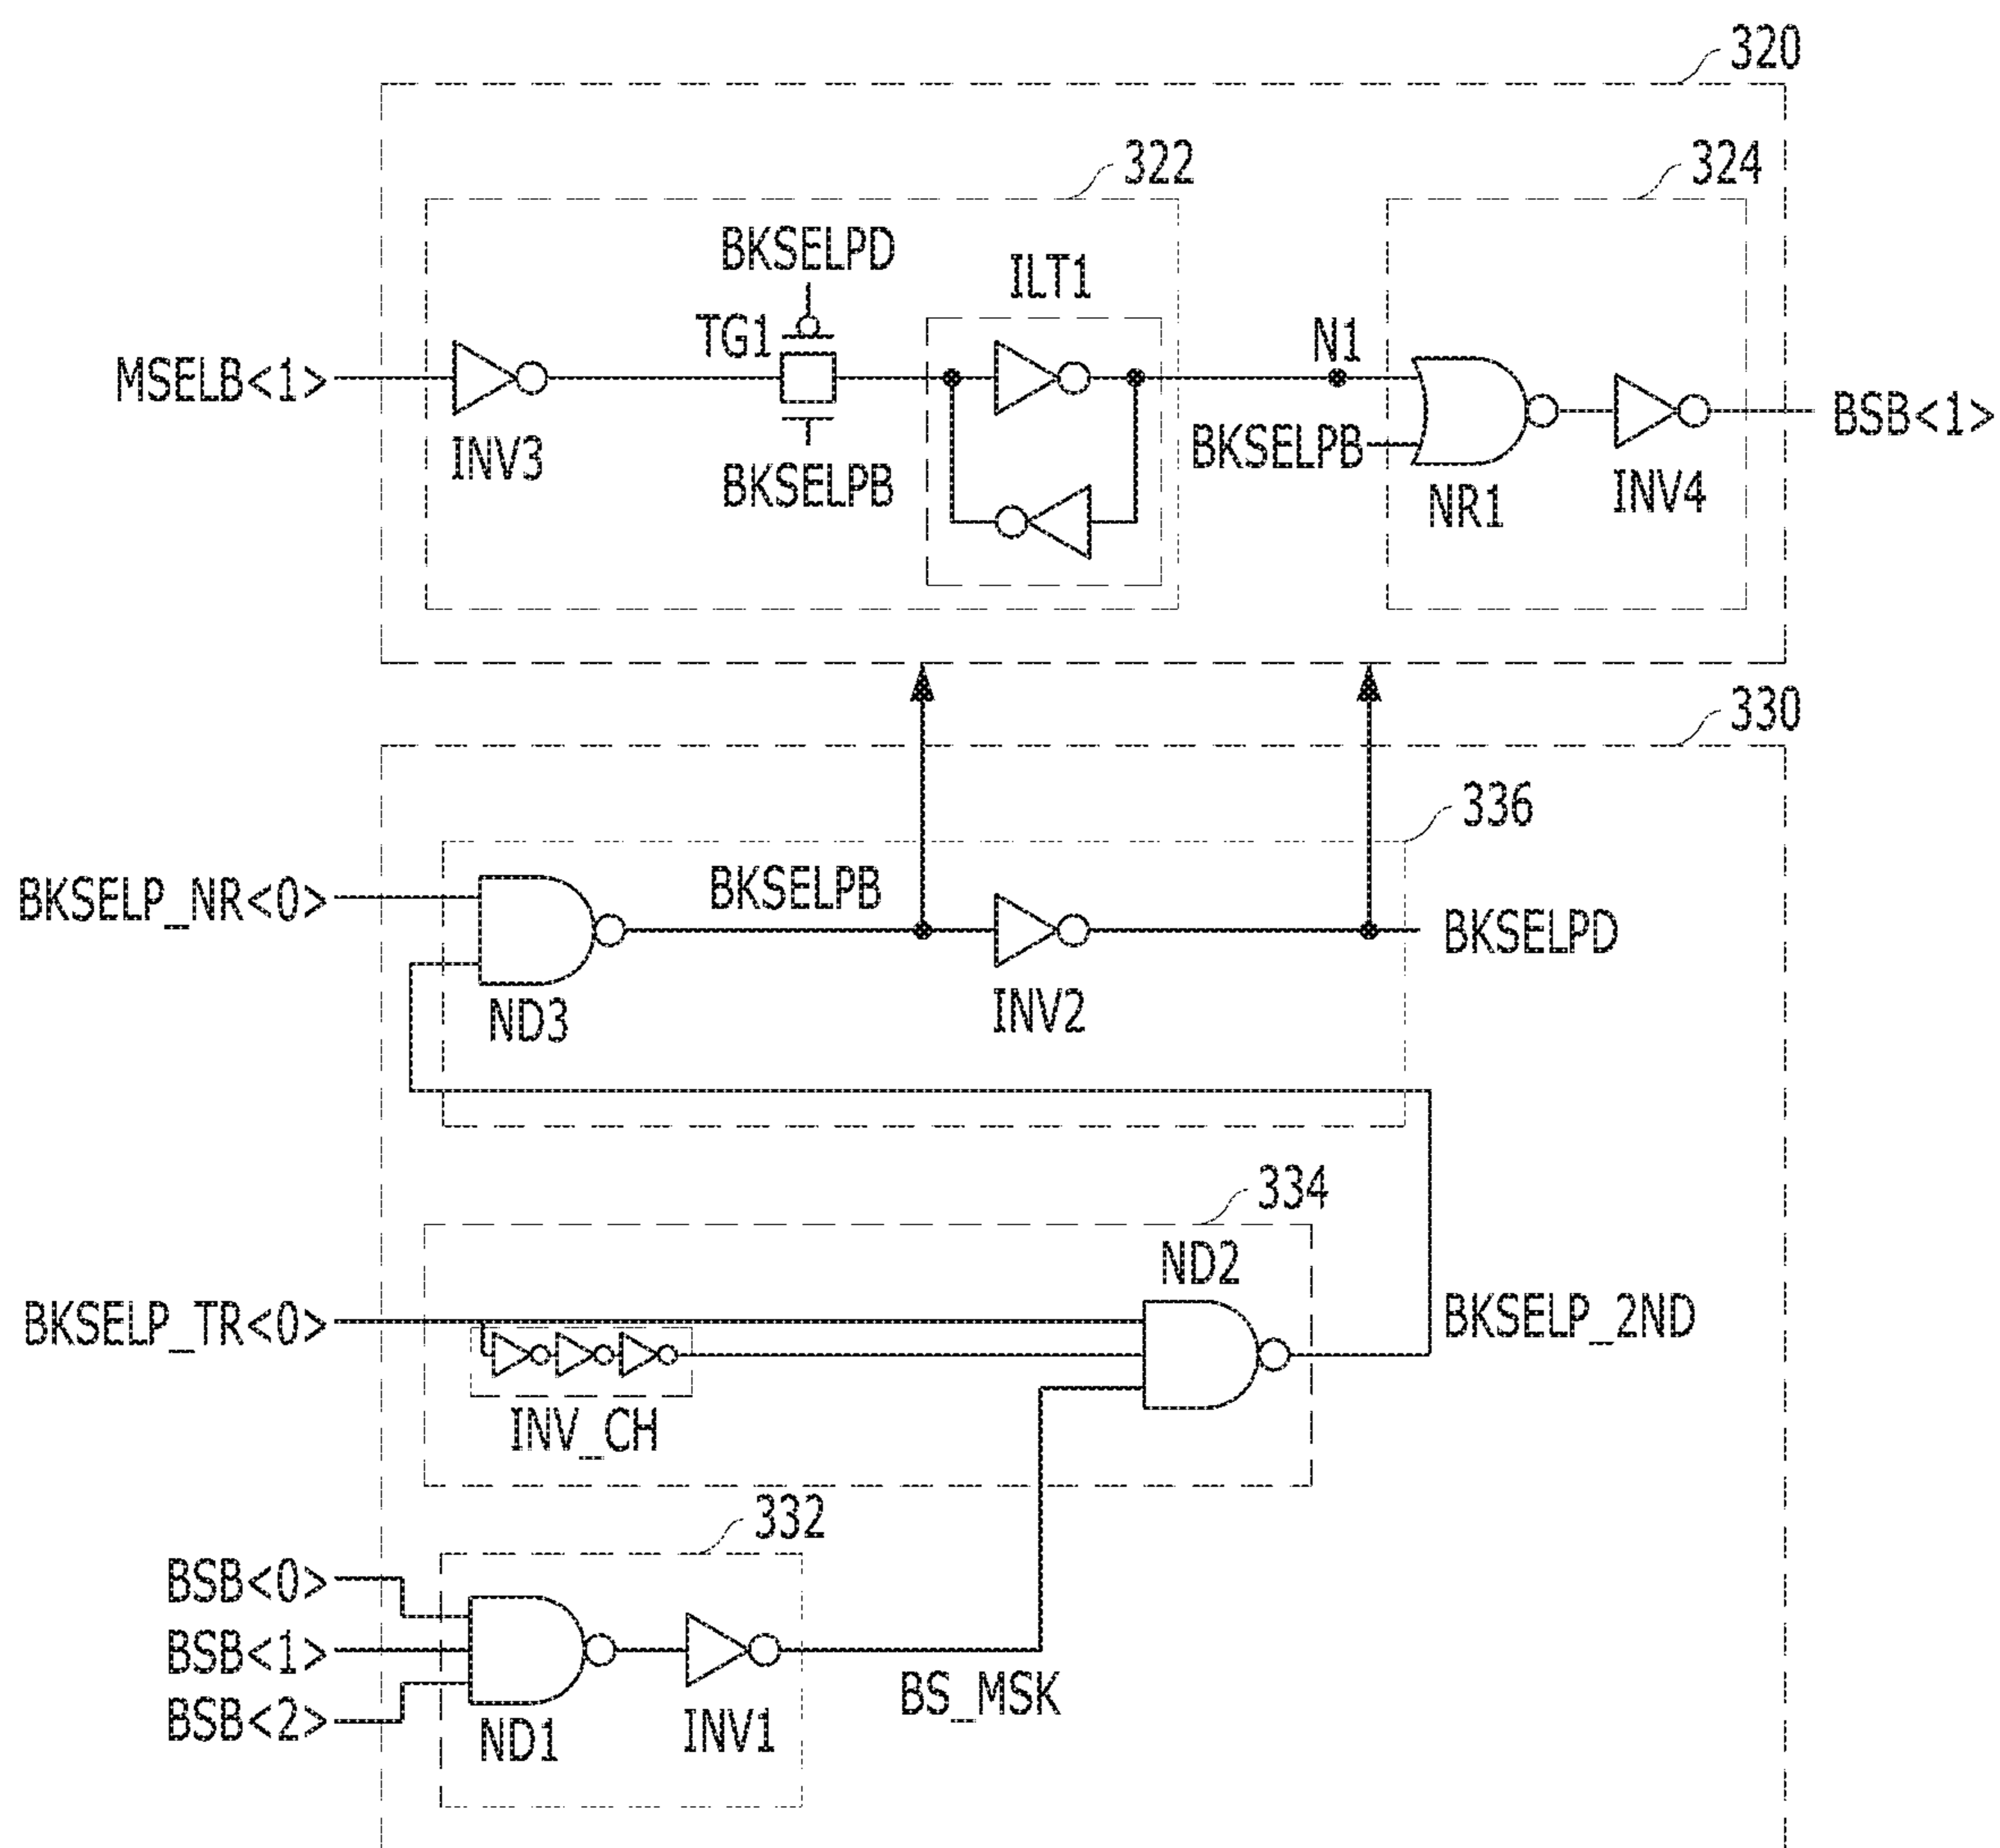 320
322
324
BKSELPD
ILT1
TG1
N1
MSELB<1>
BSB<1>
INV3
BKSELPB
BKSELPB
NR1
INV4
330
336
BKSELP_NR<0>
BKSELPB
BKSELPD
ND3
INV2
334
ND2
BKSELP_TR<0>
BKSELP_2ND
INV_CH
332
BSB<0>
BSB<1>
BSB<2>
ND1
INV1
BS_MSK